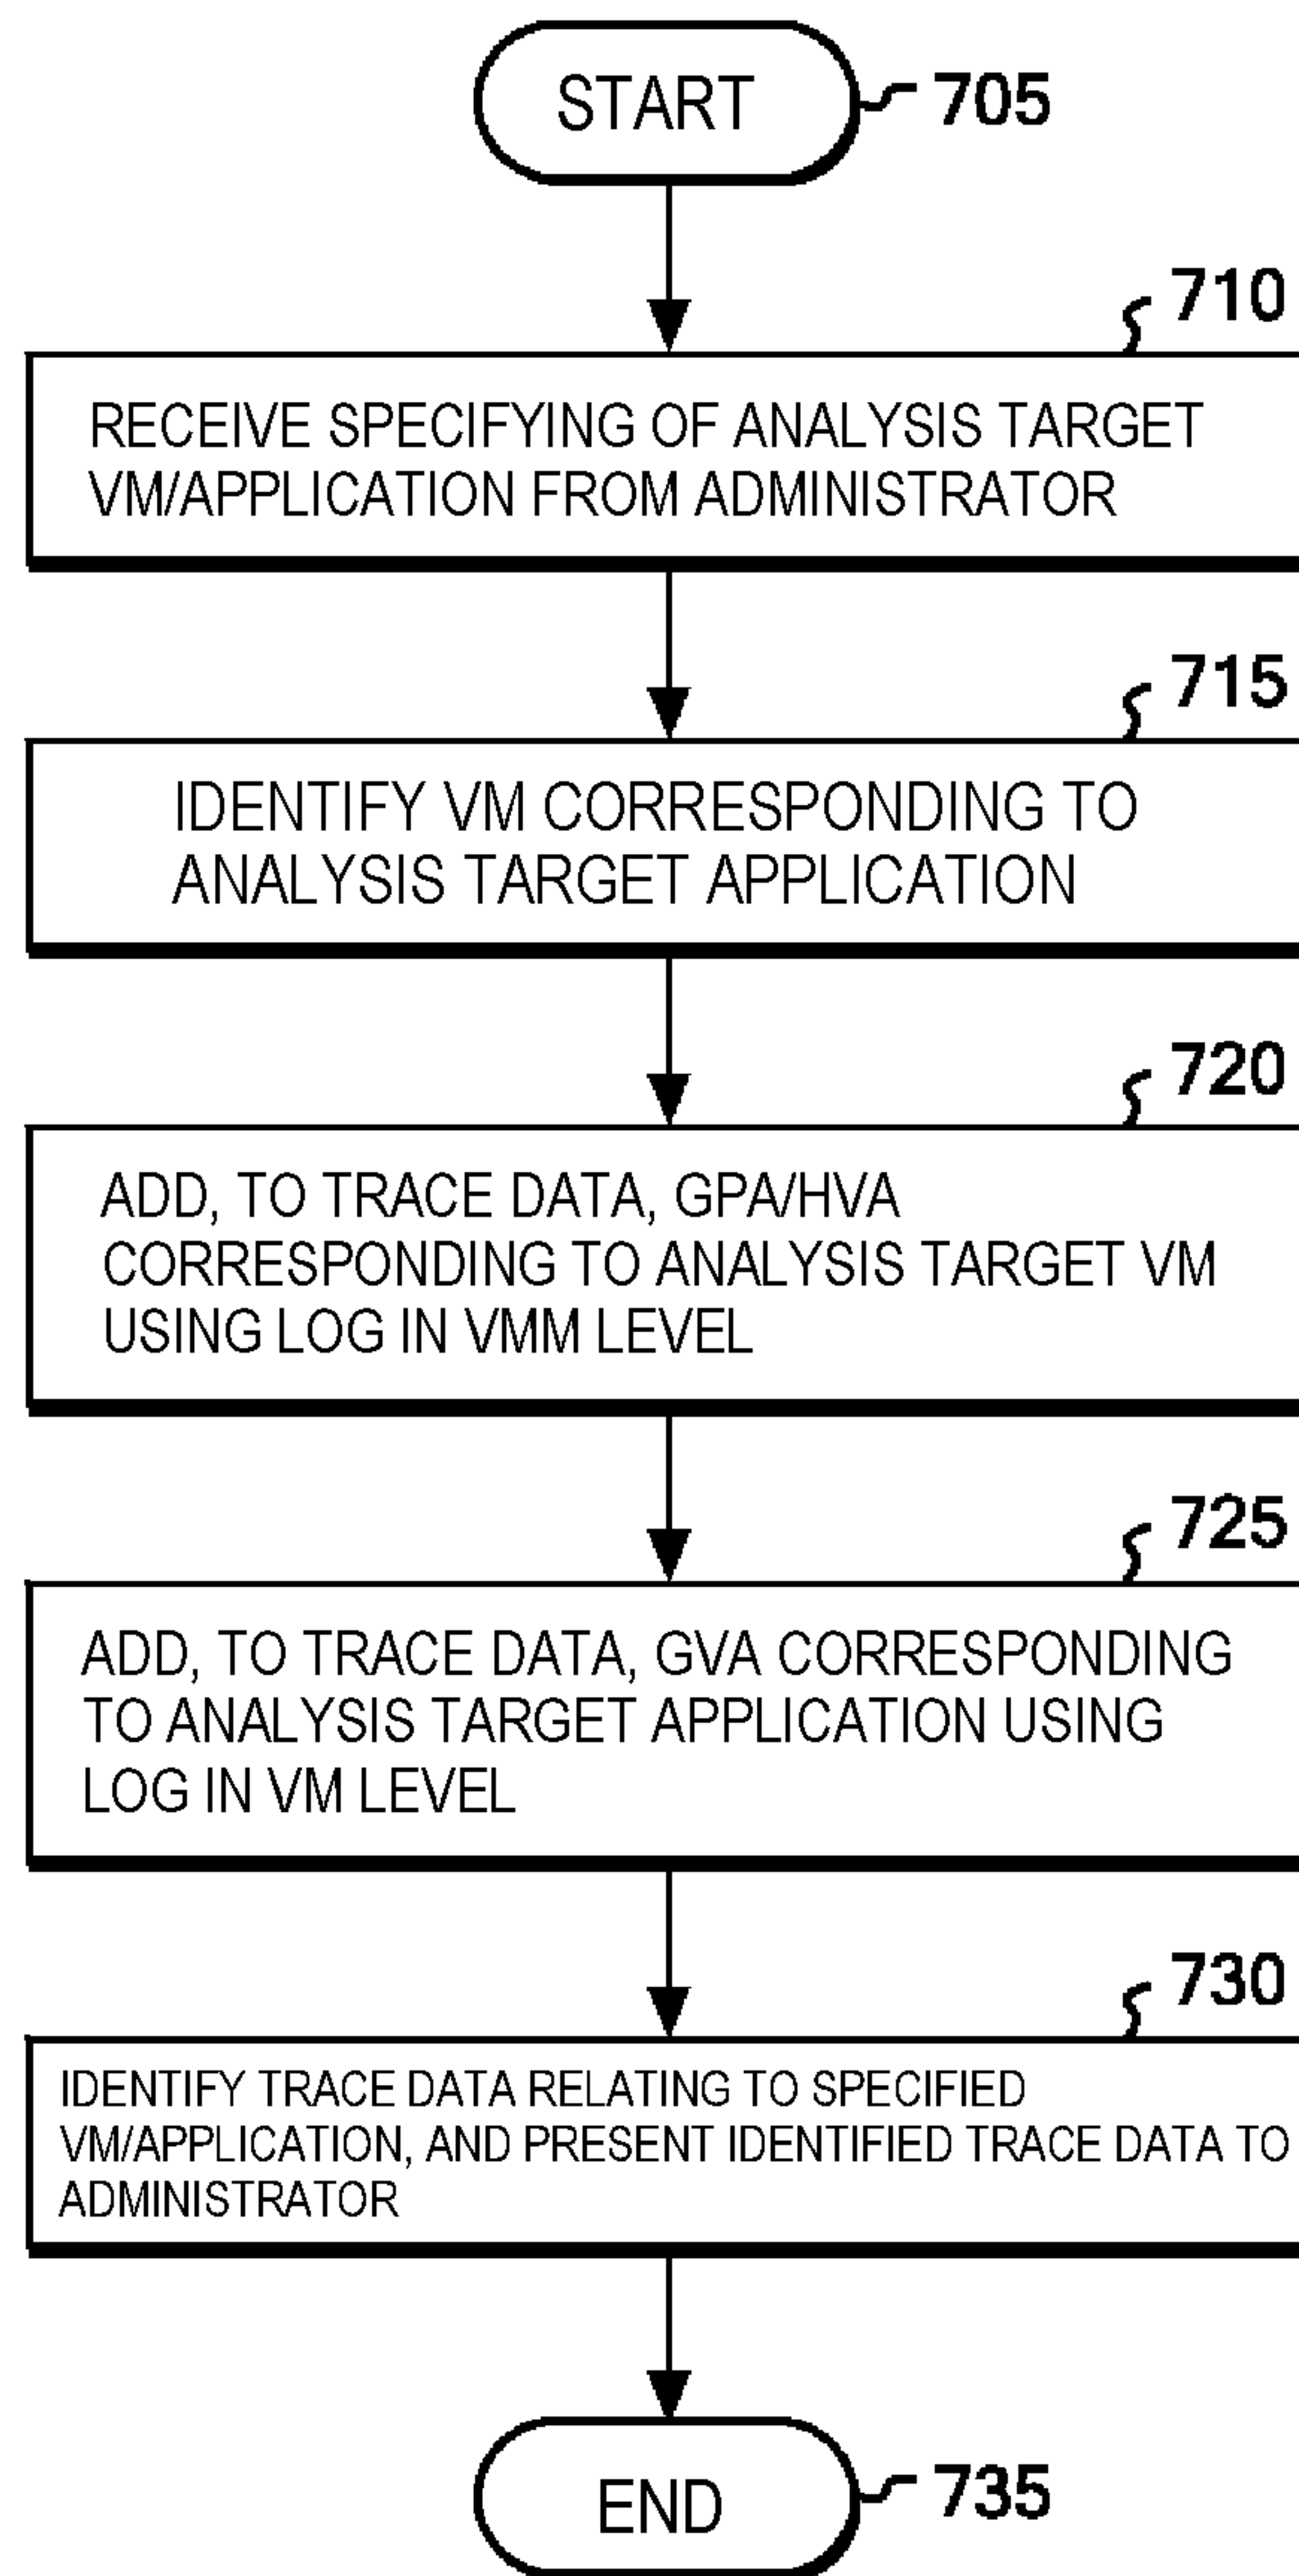 START
705
710
RECEIVE SPECIFYING OF ANALYSIS TARGET
VM/APPLICATION FROM ADMINISTRATOR
715
IDENTIFY VM CORRESPONDING TO
ANALYSIS TARGET APPLICATION
720
ADD, TO TRACE DATA, GPA/HVA
CORRESPONDING TO ANALYSIS TARGET VM
USING LOG IN VMM LEVEL
725
ADD, TO TRACE DATA, GVA CORRESPONDING
TO ANALYSIS TARGET APPLICATION USING
LOG IN VM LEVEL
730
IDENTIFY TRACE DATA RELATING TO SPECIFIED
VM/APPLICATION, AND PRESENT IDENTIFIED TRACE DATA TO
ADMINISTRATOR
END
735